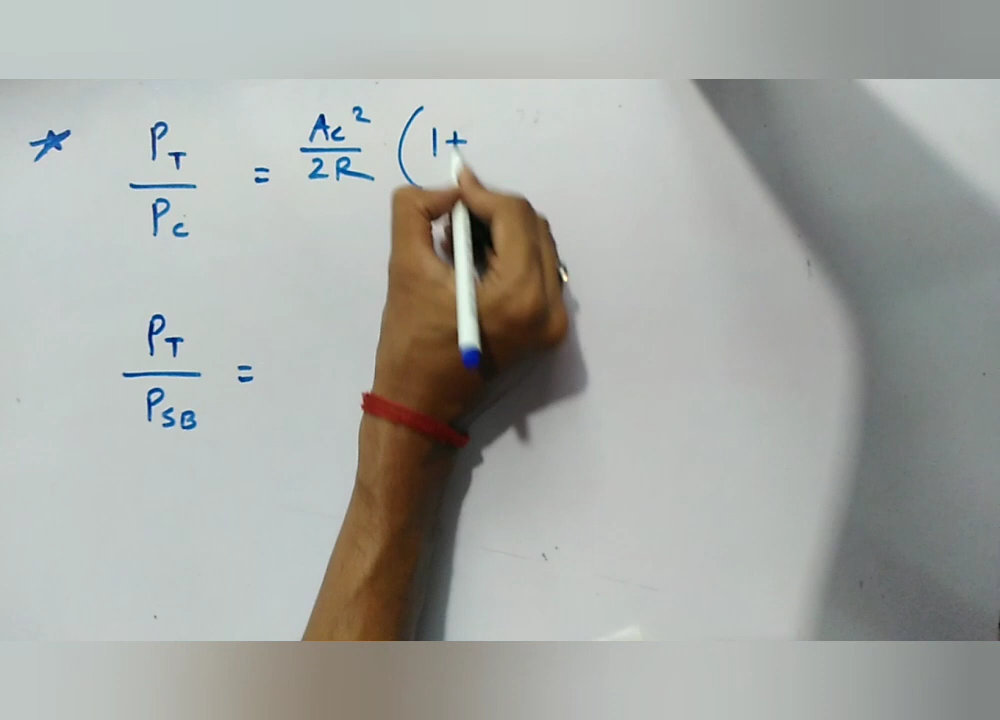 ★ P_T / P_c = Ac² / 2R (1+
P_T / P_SB =